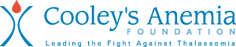 Cooley's Anemia
FOUNDATION
Leading the Fight Against Thalassemia